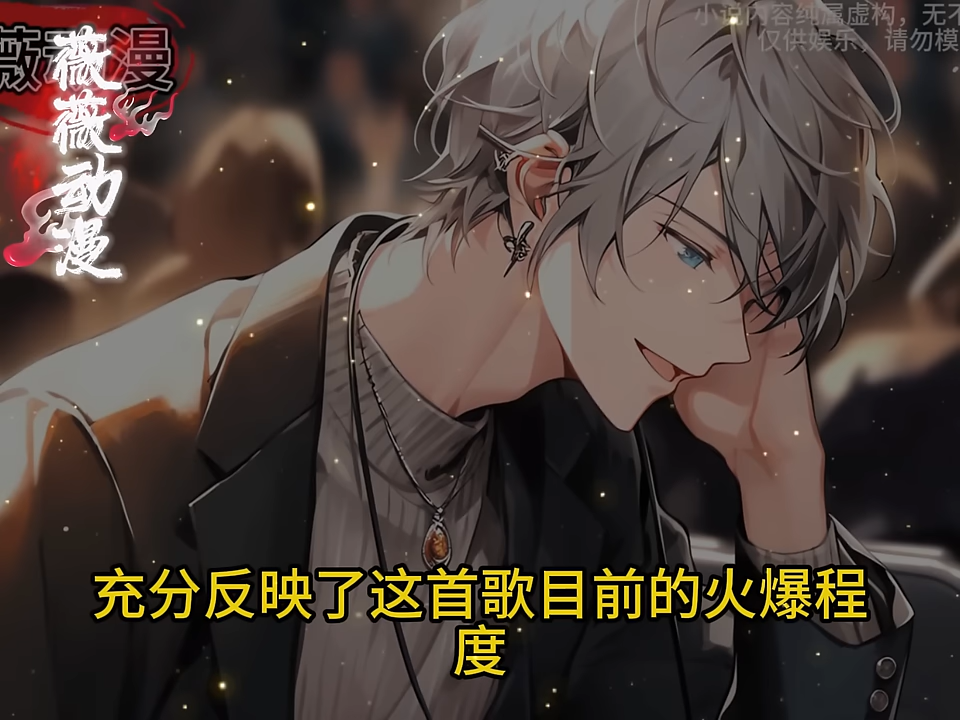 小说内容纯属虚构，无不
仅供娱乐，请勿模
薇薇动漫
薇 漫
充分反映了这首歌目前的火爆程
度